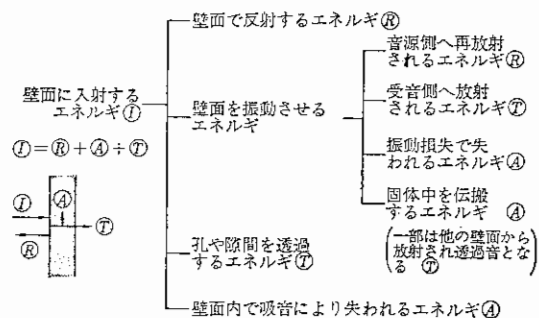 壁面で反射するエネルギⓇ
音源側へ再放射
されるエネルギⓇ
壁面に入射する
エネルギⒾ
壁面を振動させる
エネルギ
受音側へ放射
されるエネルギⓉ
Ⓘ=Ⓡ+Ⓐ÷Ⓣ
振動損失で失
われるエネルギⒶ
固体中を伝搬
するエネルギ Ⓐ
Ⓘ
Ⓐ
Ⓣ
Ⓡ
孔や隙間を透過
するエネルギⓉ
(一部は他の壁面から
放射され透過音とな
る Ⓣ)
壁面内で吸音により失われるエネルギⒶ